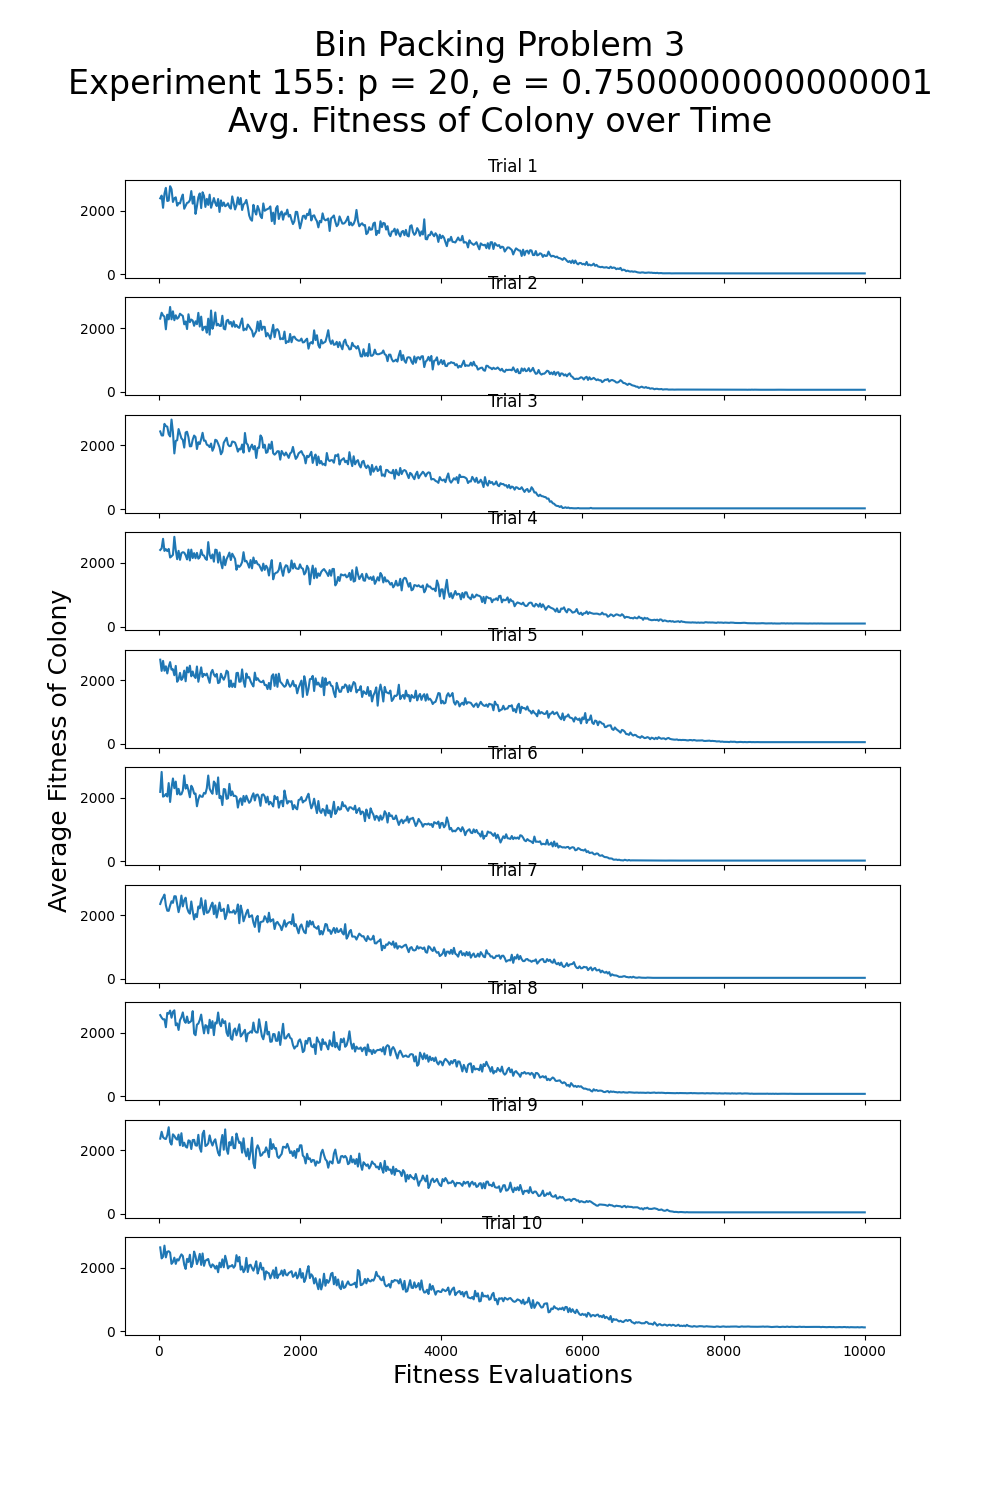 Bin Packing Problem 3
Experiment 155: p = 20, e = 0.7500000000000001
Avg. Fitness of Colony over Time
Trial 1
2000
0
Trial 2
2000
0
Trial 3
2000
0
Trial 4
2000
0
Trial 5
2000
0
Trial 6
2000
0
Trial 7
2000
0
Trial 8
2000
0
Trial 9
2000
0
Trial 10
2000
0
0 2000 4000 6000 8000 10000
Fitness Evaluations
Average Fitness of Colony